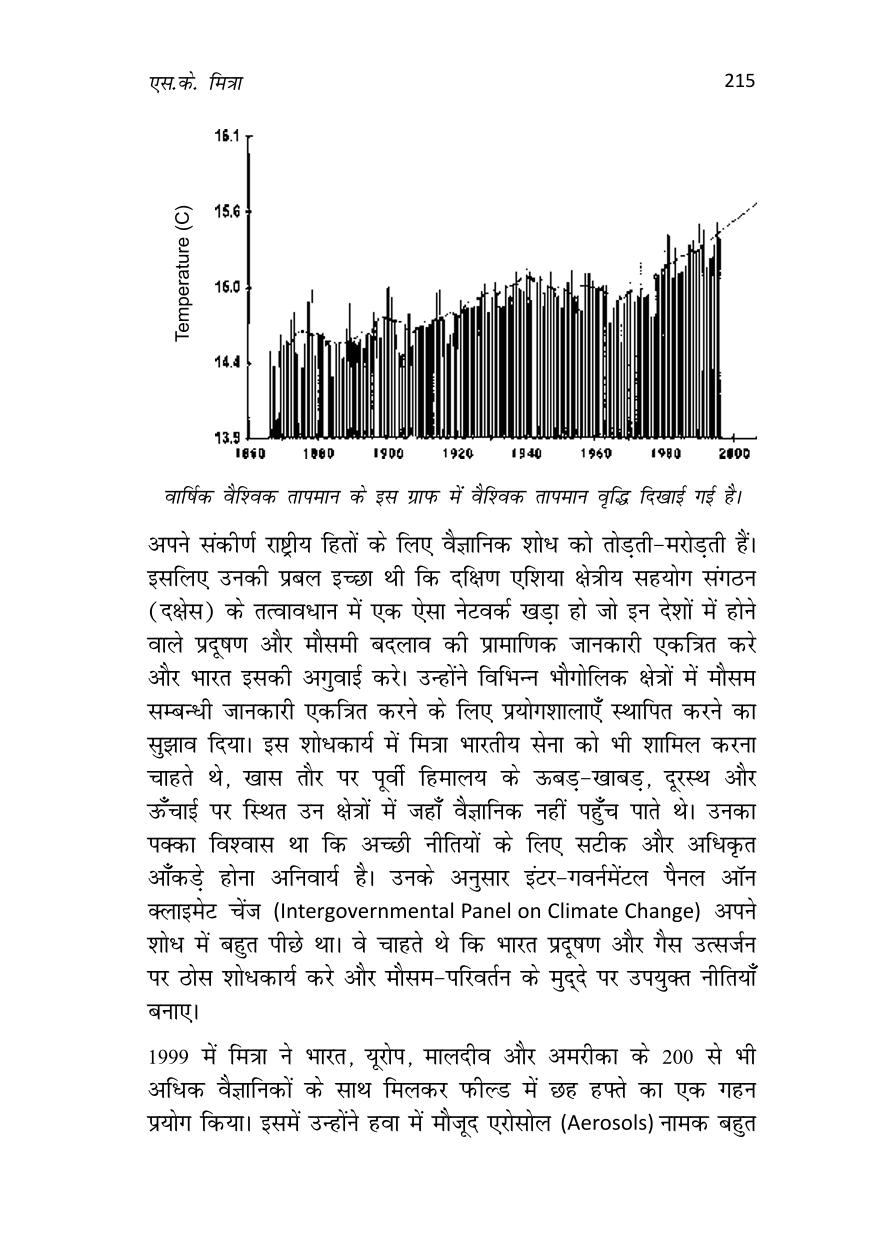 एस.के. मित्रा 215
16.1
15.6
Temperature (C)
15.0
14.4
13.9
1860 1880 1900 1920 1940 1960 1980 2000
वार्षिक वैश्विक तापमान के इस ग्राफ में वैश्विक तापमान वृद्धि दिखाई गई है।
अपने संकीर्ण राष्ट्रीय हितों के लिए वैज्ञानिक शोध को तोड़ती-मरोड़ती हैं।
इसलिए उनकी प्रबल इच्छा थी कि दक्षिण एशिया क्षेत्रीय सहयोग संगठन
(दक्षेस) के तत्वावधान में एक ऐसा नेटवर्क खड़ा हो जो इन देशों में होने
वाले प्रदूषण और मौसमी बदलाव की प्रामाणिक जानकारी एकत्रित करे
और भारत इसकी अगुवाई करे। उन्होंने विभिन्न भौगोलिक क्षेत्रों में मौसम
सम्बन्धी जानकारी एकत्रित करने के लिए प्रयोगशालाएँ स्थापित करने का
सुझाव दिया। इस शोधकार्य में मित्रा भारतीय सेना को भी शामिल करना
चाहते थे, खास तौर पर पूर्वी हिमालय के ऊबड़-खाबड़, दूरस्थ और
ऊँचाई पर स्थित उन क्षेत्रों में जहाँ वैज्ञानिक नहीं पहुँच पाते थे। उनका
पक्का विश्वास था कि अच्छी नीतियों के लिए सटीक और अधिकृत
आँकड़े होना अनिवार्य है। उनके अनुसार इंटर-गवर्नमेंटल पैनल ऑन
क्लाइमेट चेंज (Intergovernmental Panel on Climate Change) अपने
शोध में बहुत पीछे था। वे चाहते थे कि भारत प्रदूषण और गैस उत्सर्जन
पर ठोस शोधकार्य करे और मौसम-परिवर्तन के मुद्दे पर उपयुक्त नीतियाँ
बनाए।
1999 में मित्रा ने भारत, यूरोप, मालदीव और अमरीका के 200 से भी
अधिक वैज्ञानिकों के साथ मिलकर फील्ड में छह हफ्ते का एक गहन
प्रयोग किया। इसमें उन्होंने हवा में मौजूद एरोसोल (Aerosols) नामक बहुत